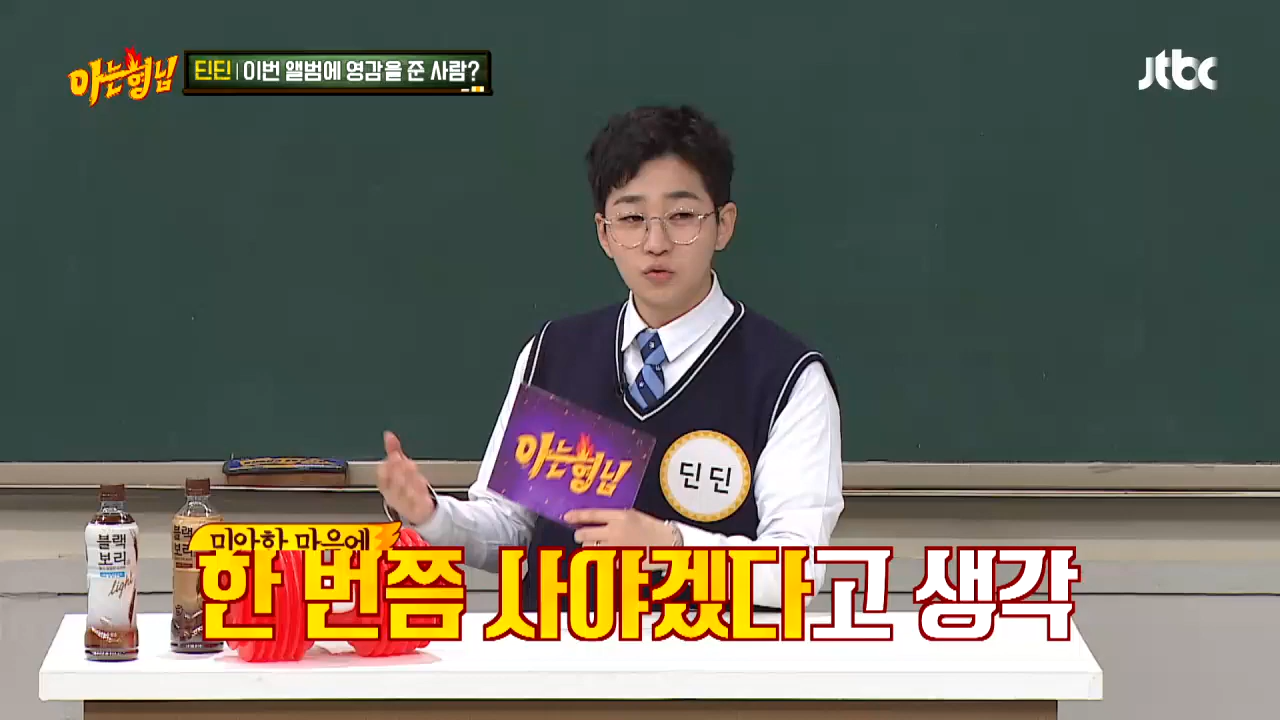 아는형님
딘딘 | 이번 앨범에 영감을 준 사람?
jtbc
아는형님
딘딘
블랙보리
light
블랙보리
미안한 마음에
한 번쯤 사야겠다고 생각